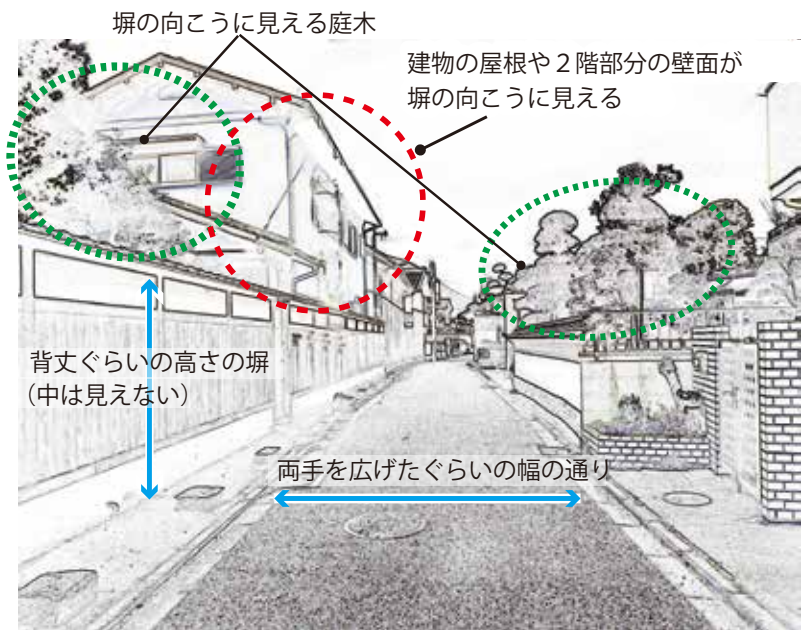 塀の向こうに見える庭木
建物の屋根や２階部分の壁面が
塀の向こうに見える
背丈ぐらいの高さの塀
（中は見えない）
両手を広げたぐらいの幅の通り